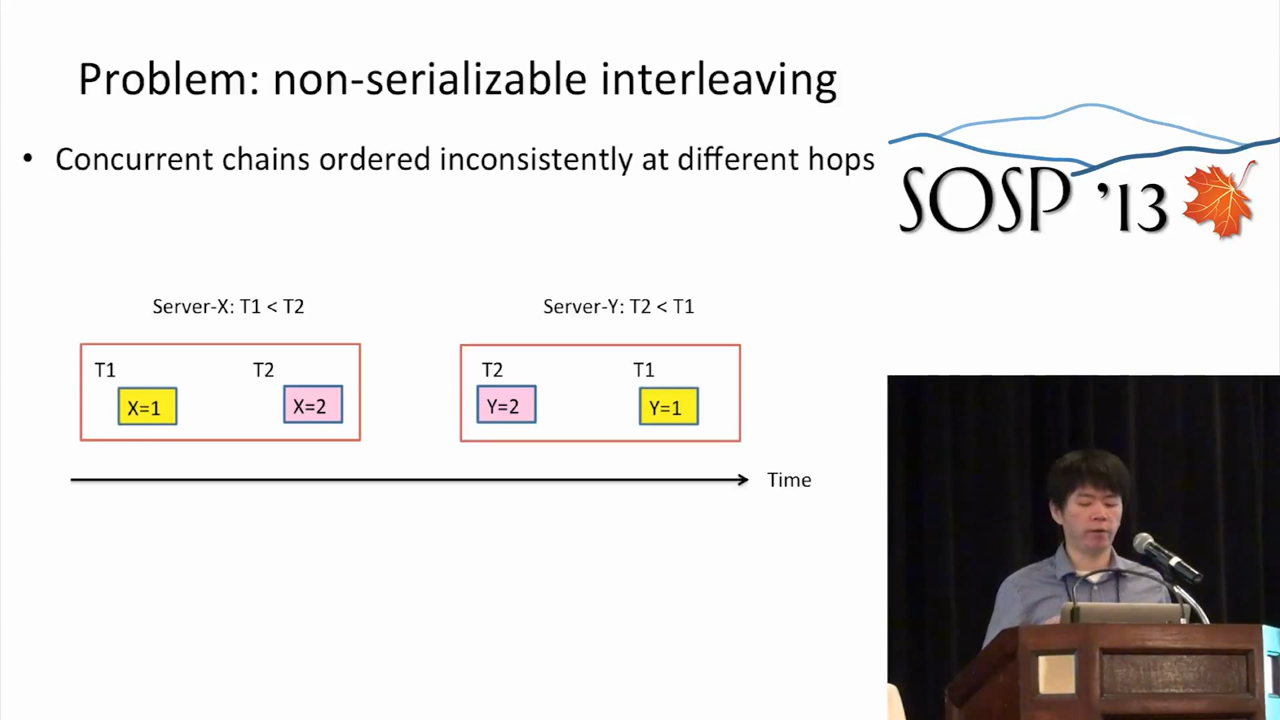 Problem: non-serializable interleaving
• Concurrent chains ordered inconsistently at different hops
SOSP '13
Server-X: T1 < T2
Server-Y: T2 < T1
T1
T2
T2
T1
X=1
X=2
Y=2
Y=1
Time